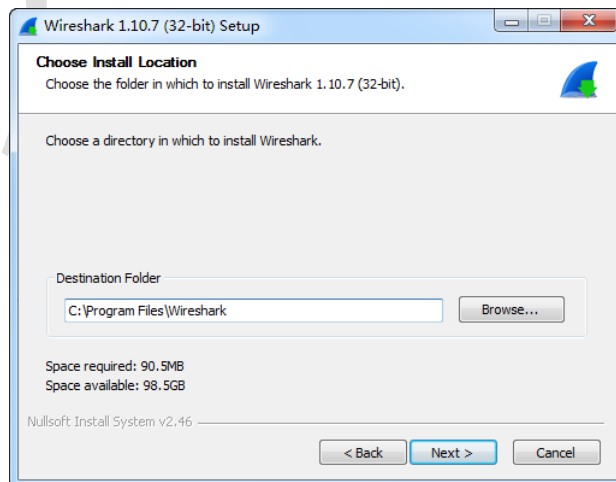 Wireshark 1.10.7 (32-bit) Setup
Choose Install Location
Choose the folder in which to install Wireshark 1.10.7 (32-bit).
Choose a directory in which to install Wireshark.
Destination Folder
C:\Program Files\Wireshark
Browse...
Space required: 90.5MB
Space available: 98.5GB
Nullsoft Install System v2.46
< Back
Next >
Cancel